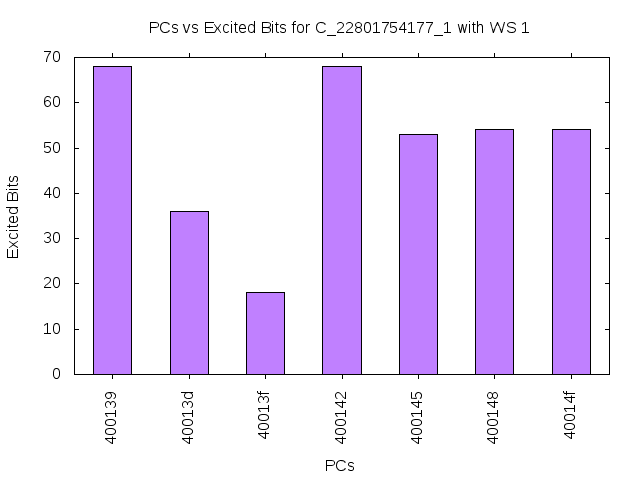 PCs vs Excited Bits for C_22801754177_1 with WS 1
70
60
50
40
30
20
10
0
Excited Bits
400139
40013d
40013f
400142
400145
400148
40014f
PCs